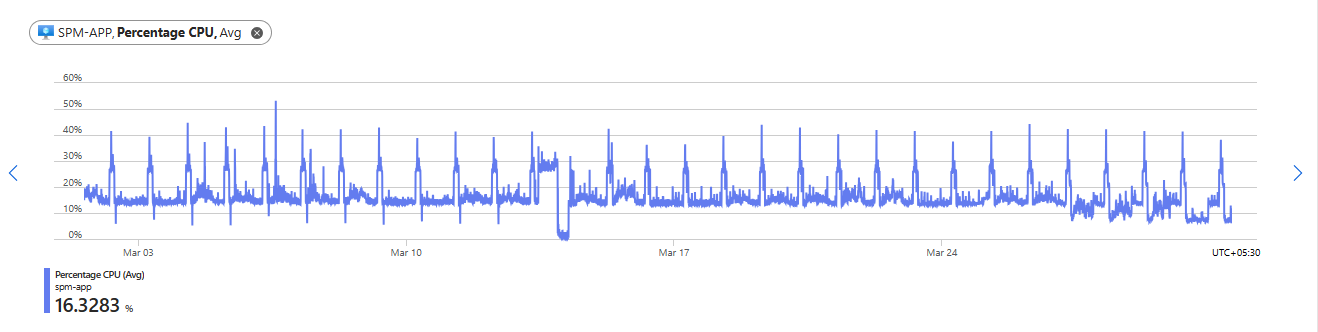 SPM-APP, Percentage CPU, Avg
60%
50%
40%
30%
20%
10%
0%
Mar 03 Mar 10 Mar 17 Mar 24 UTC+05:30
Percentage CPU (Avg)
spm-app
16.3283 %